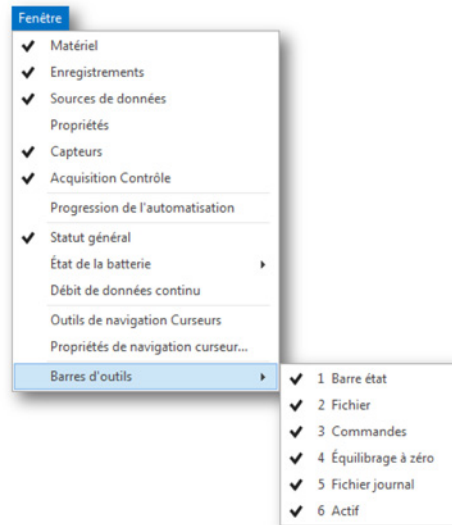 Fenêtre
Matériel
Enregistrements
Sources de données
Propriétés
Capteurs
Acquisition Contrôle
Progression de l'automatisation
Statut général
État de la batterie
Débit de données continu
Outils de navigation Curseurs
Propriétés de navigation curseur...
Barres d'outils
1 Barre état
2 Fichier
3 Commandes
4 Équilibrage à zéro
5 Fichier journal
6 Actif